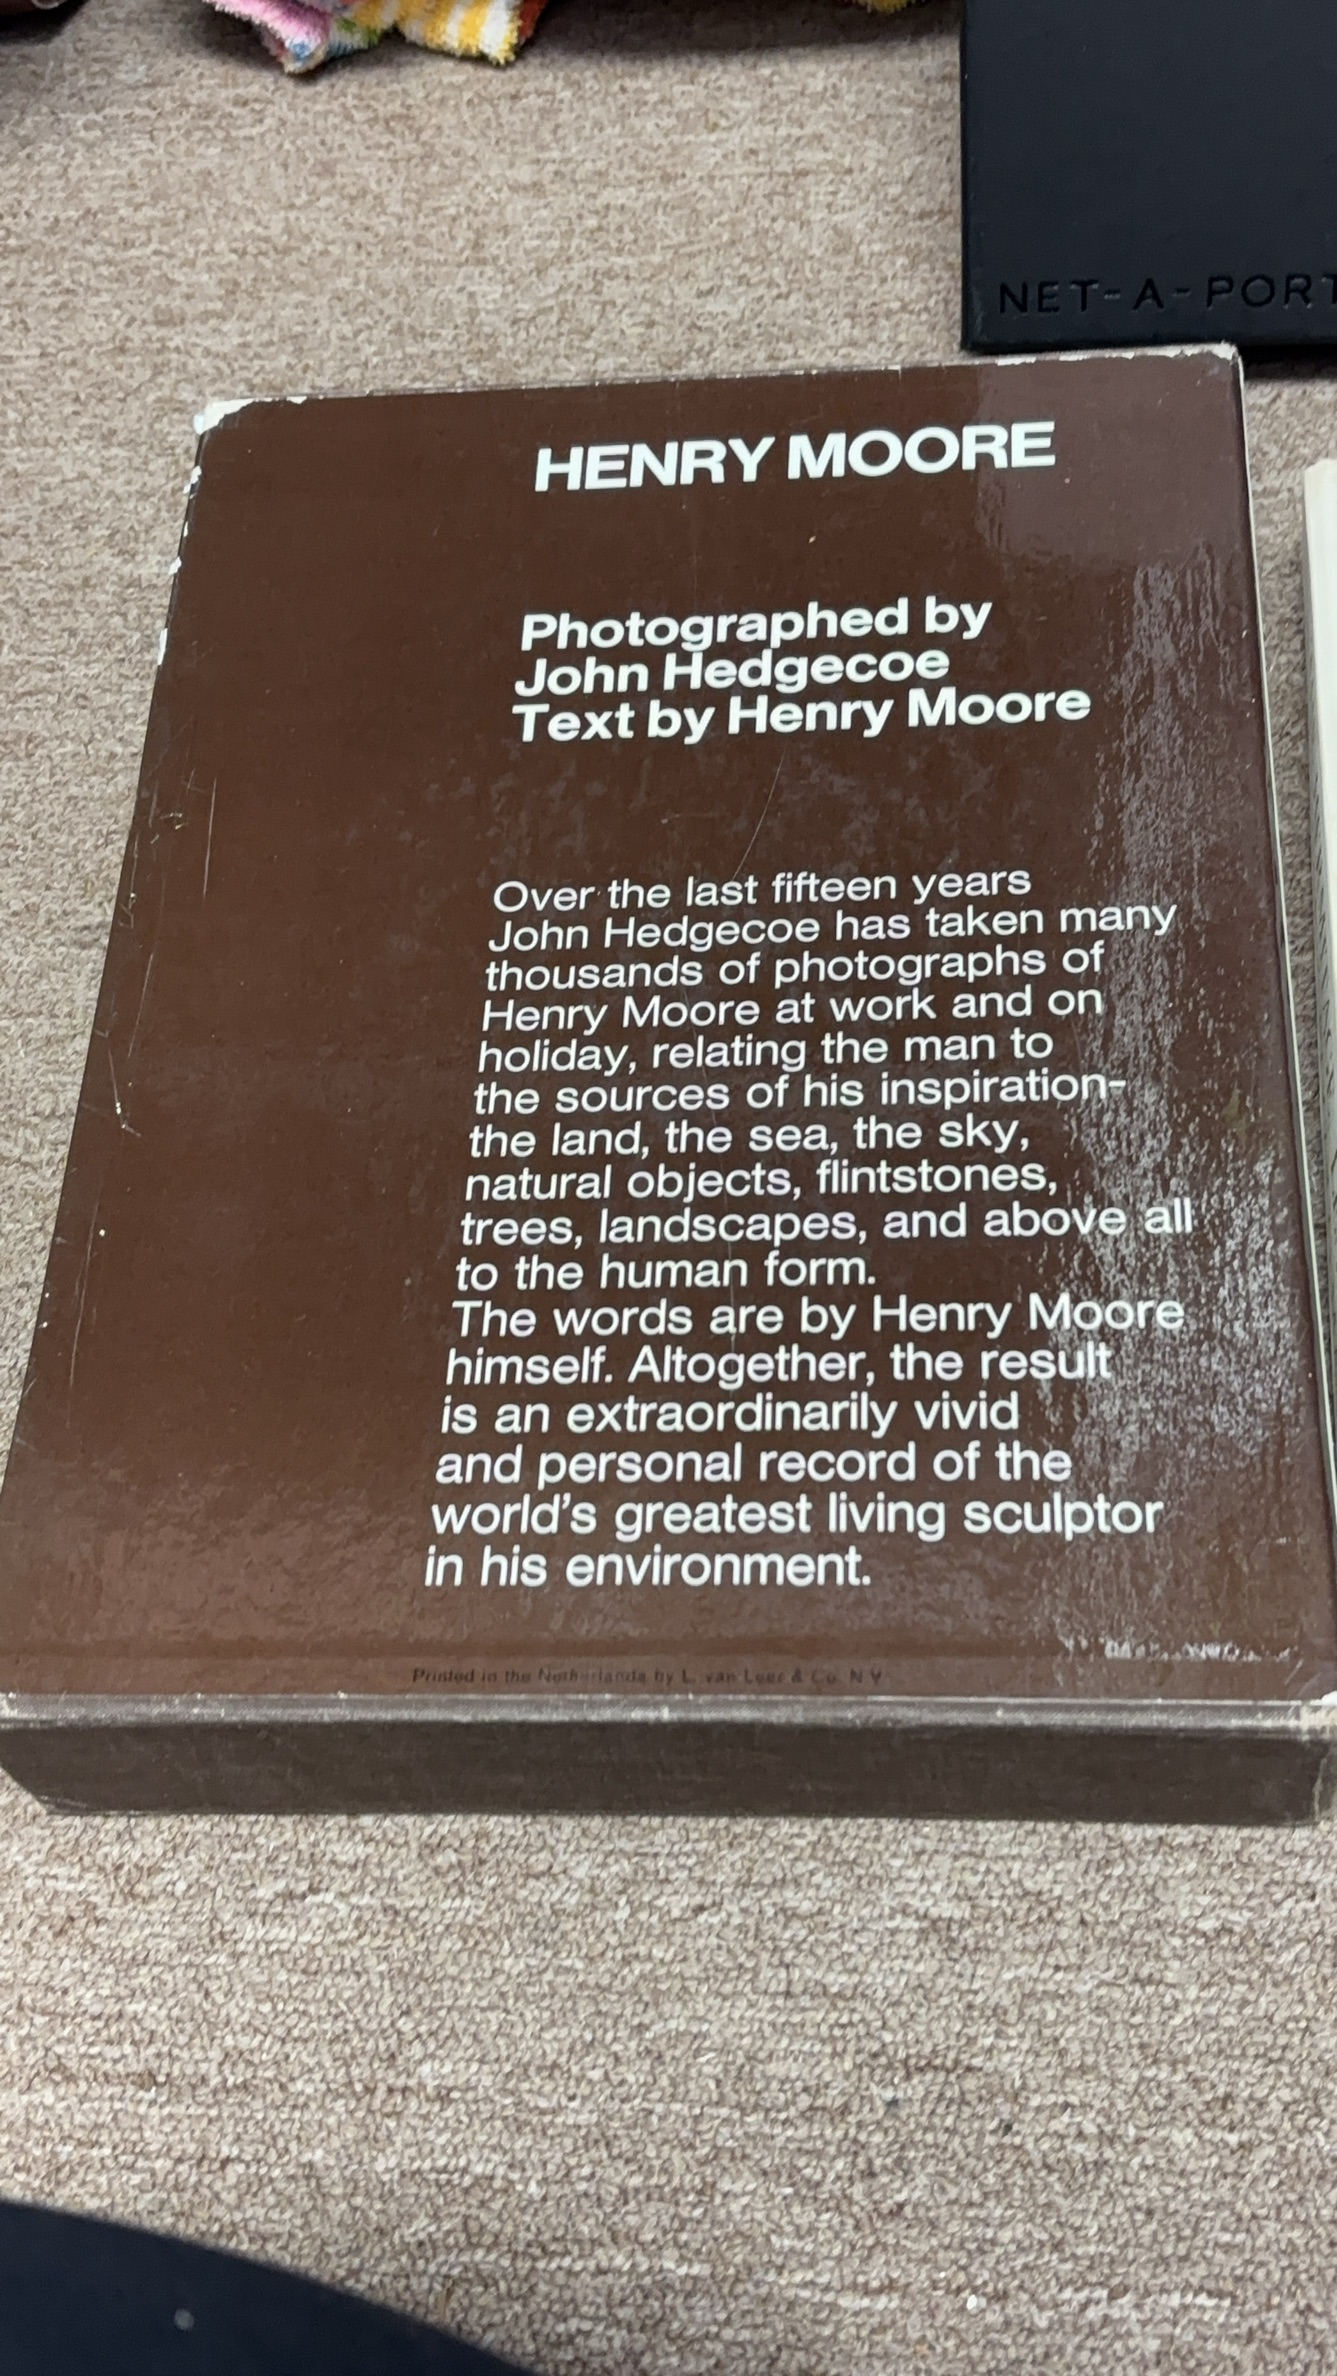 NET-A-PORT
HENRY MOORE
Photographed by
John Hedgecoe
Text by Henry Moore
Over the last fifteen years
John Hedgecoe has taken many
thousands of photographs of
Henry Moore at work and on
holiday, relating the man to
the sources of his inspiration-
the land, the sea, the sky,
natural objects, flintstones,
trees, landscapes, and above all
to the human form.
The words are by Henry Moore
himself. Altogether, the result
is an extraordinarily vivid
and personal record of the
world's greatest living sculptor
in his environment.
Printed in the Netherlands by L. van Leer & Co. N V